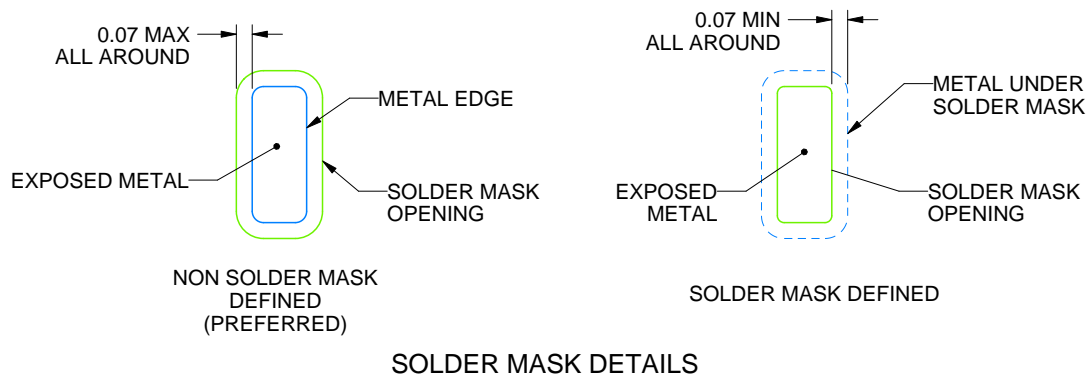 0.07 MAX
ALL AROUND
METAL EDGE
EXPOSED METAL
SOLDER MASK
OPENING
NON SOLDER MASK
DEFINED
(PREFERRED)
0.07 MIN
ALL AROUND
METAL UNDER
SOLDER MASK
EXPOSED
METAL
SOLDER MASK
OPENING
SOLDER MASK DEFINED
SOLDER MASK DETAILS